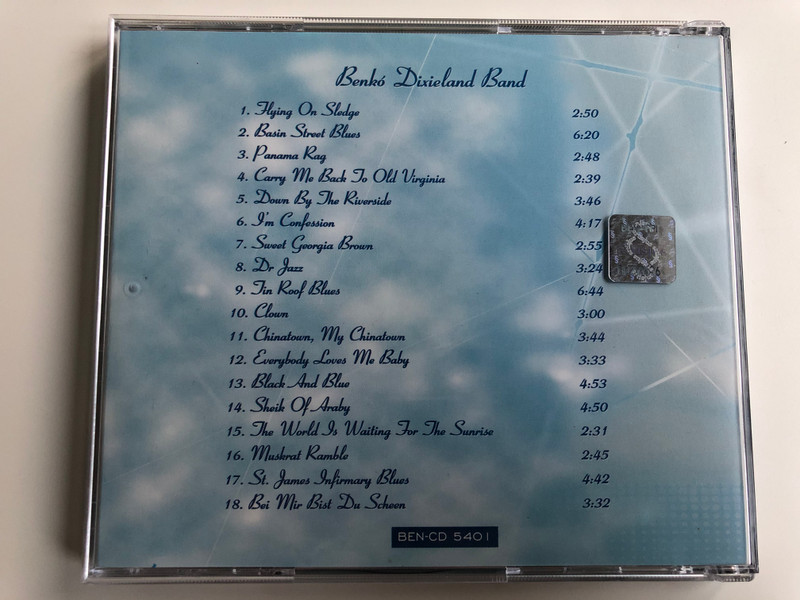 Benkó Dixieland Band
1. Flying On Sledge 2:50
2. Basin Street Blues 6:20
3. Panama Rag 2:48
4. Carry Me Back To Old Virginia 2:39
5. Down By The Riverside 3:46
6. I'm Confession 4:17
7. Sweet Georgia Brown 2:55
8. Dr Jazz 3:24
9. Tin Roof Blues 6:44
10. Clown 3:00
11. Chinatown, My Chinatown 3:44
12. Everybody Loves Me Baby 3:33
13. Black And Blue 4:53
14. Sheik Of Araby 4:50
15. The World Is Waiting For The Sunrise 2:31
16. Muskrat Ramble 2:45
17. St. James Infirmary Blues 4:42
18. Bei Mir Bist Du Scheen 3:32
BEN-CD 5401